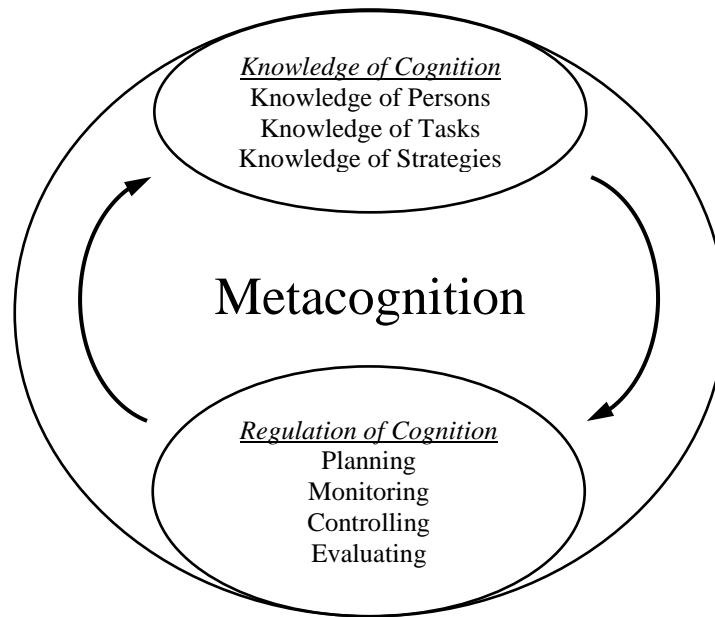 Knowledge of Cognition
Knowledge of Persons
Knowledge of Tasks
Knowledge of Strategies
Metacognition
Regulation of Cognition
Planning
Monitoring
Controlling
Evaluating